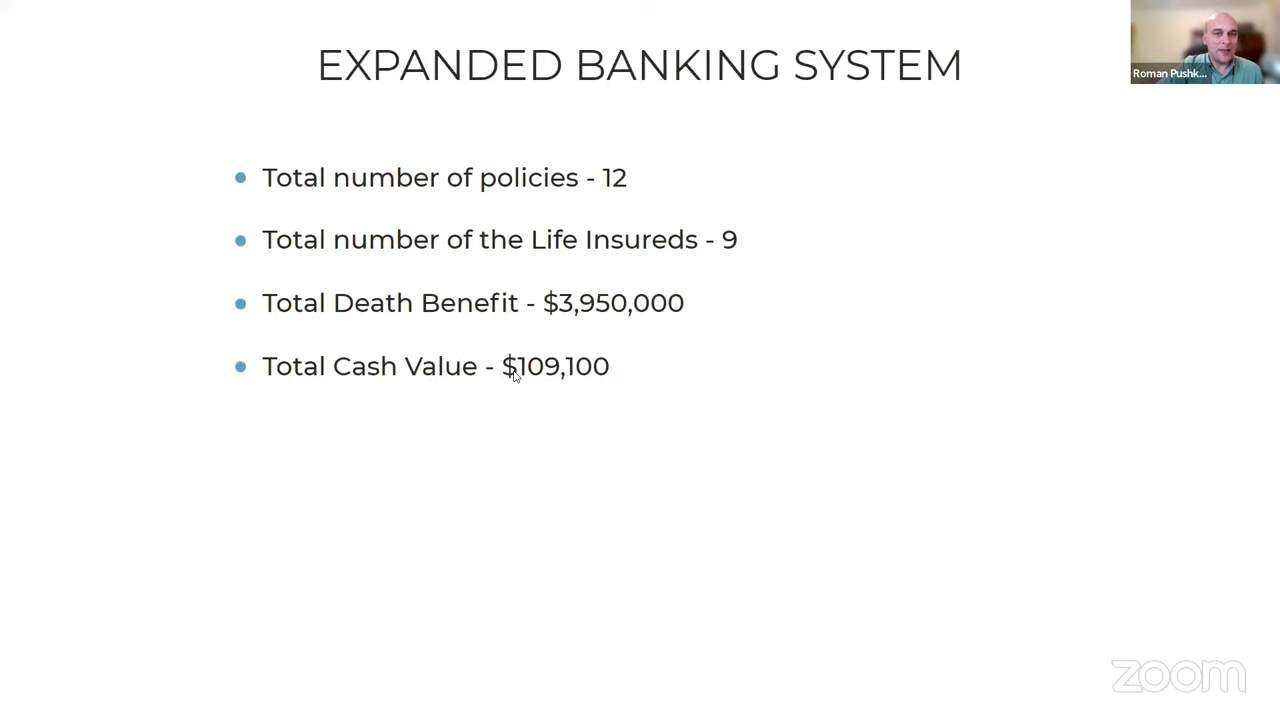 EXPANDED BANKING SYSTEM
Roman Pushk...
Total number of policies - 12
Total number of the Life Insureds - 9
Total Death Benefit - $3,950,000
Total Cash Value - $109,100
zoom